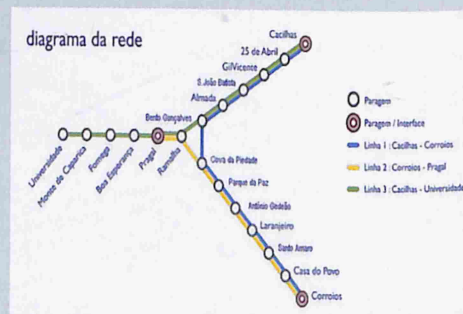 diagrama da rede
Cacilhas
25 de Abril
Gil Vicente
S. João Batista
Almada
Bento Gonçalves
Universidade
Monte de Caparica
Fomega
Boa Esperança
Pragal
Ramalha
Cova da Piedade
Parque da Paz
António Gedeão
Laranjeiro
Santo Amaro
Casa do Povo
Corroios
Paragem
Paragem / Interface
Linha 1 : Cacilhas - Corroios
Linha 2 : Corroios - Pragal
Linha 3 : Cacilhas - Universidade